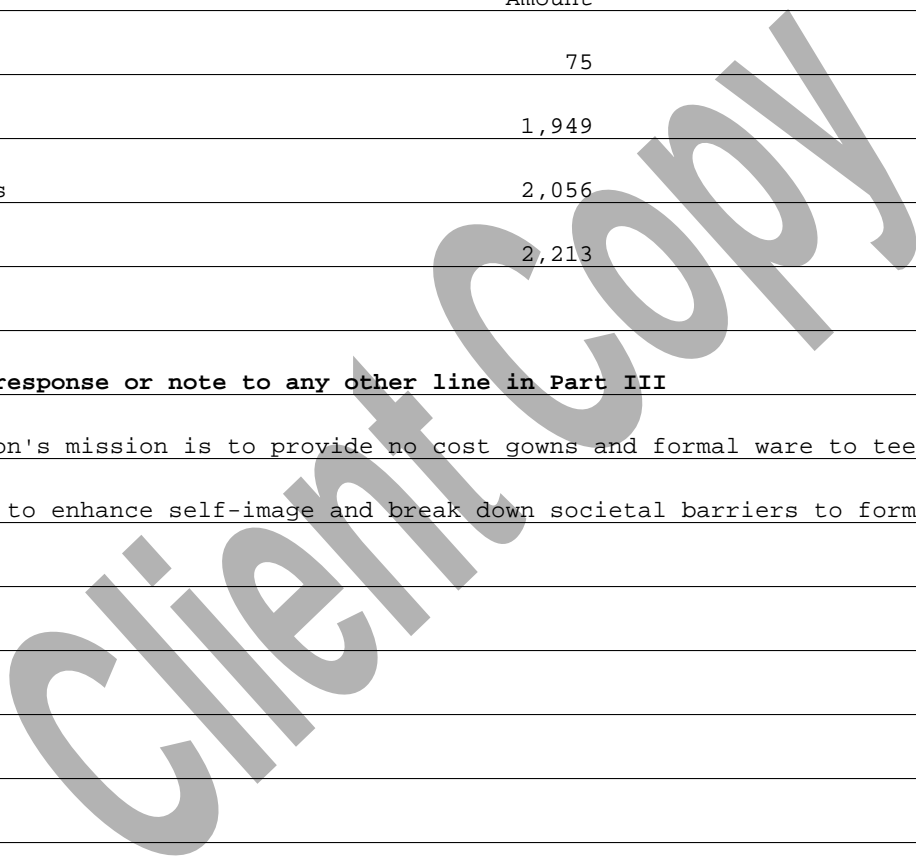 Amount
75
1,949
s 2,056
2,213
response or note to any other line in Part III
on's mission is to provide no cost gowns and formal ware to tee
to enhance self-image and break down societal barriers to form
Client Copy